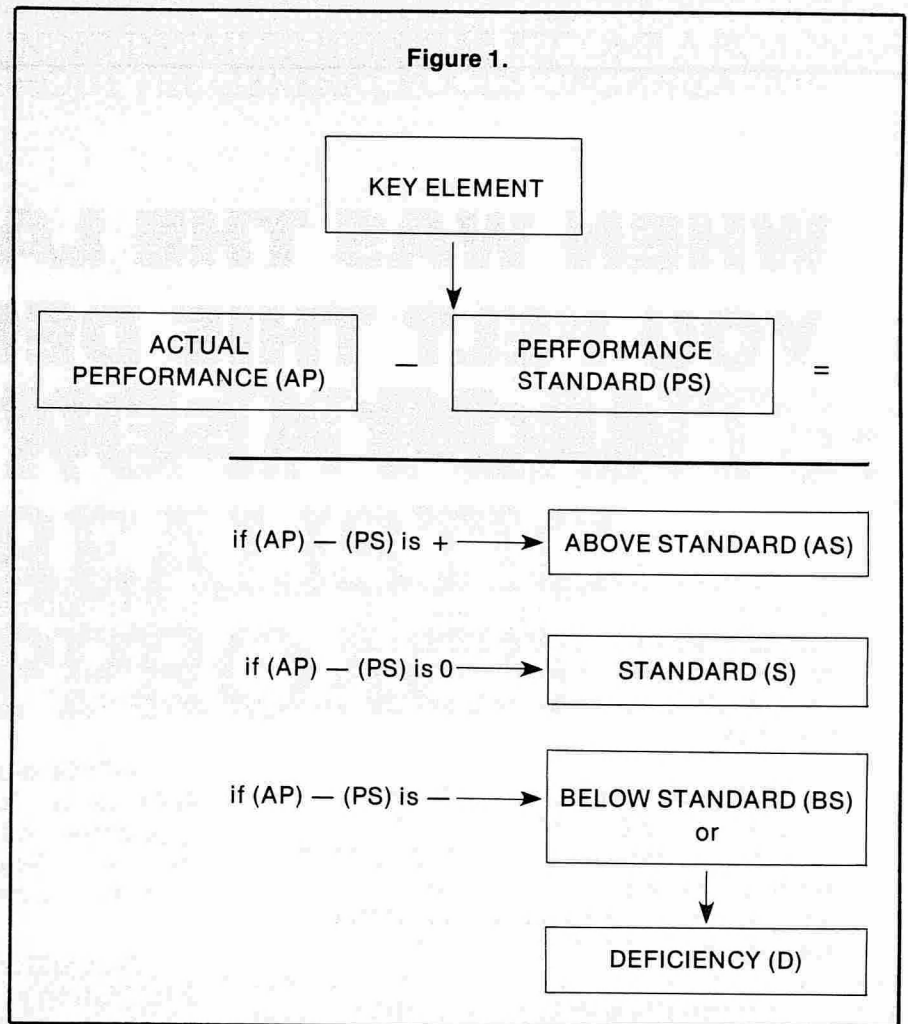 Figure 1.
KEY ELEMENT
ACTUAL
PERFORMANCE (AP)
—
PERFORMANCE
STANDARD (PS)
=
if (AP) — (PS) is +
ABOVE STANDARD (AS)
if (AP) — (PS) is 0
STANDARD (S)
if (AP) — (PS) is —
BELOW STANDARD (BS)
or
DEFICIENCY (D)